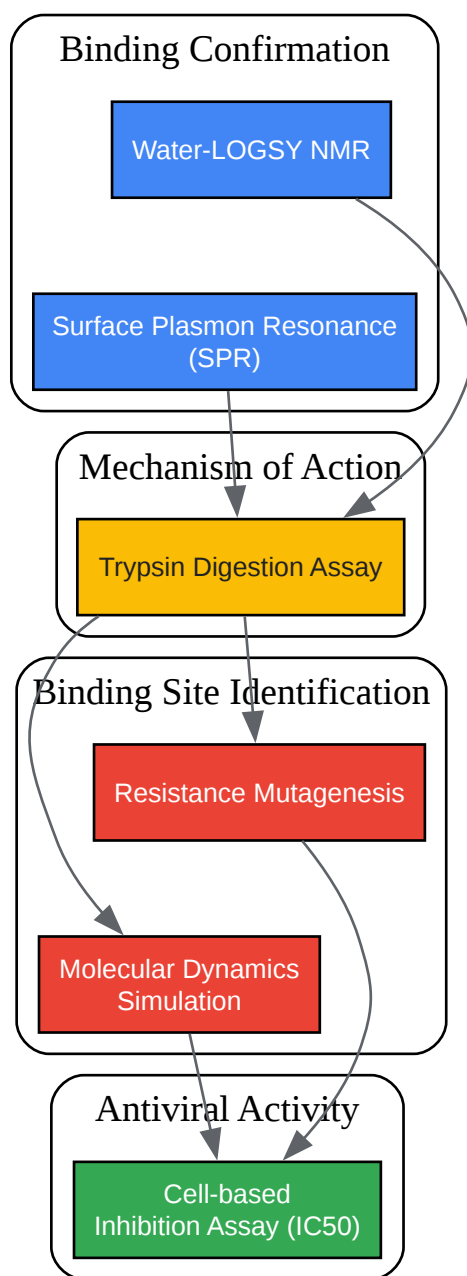 Binding Confirmation
Water-LOGSY NMR
Surface Plasmon Resonance
(SPR)
Mechanism of Action
Trypsin Digestion Assay
Binding Site Identification
Resistance Mutagenesis
Molecular Dynamics
Simulation
Antiviral Activity
Cell-based
Inhibition Assay (IC50)